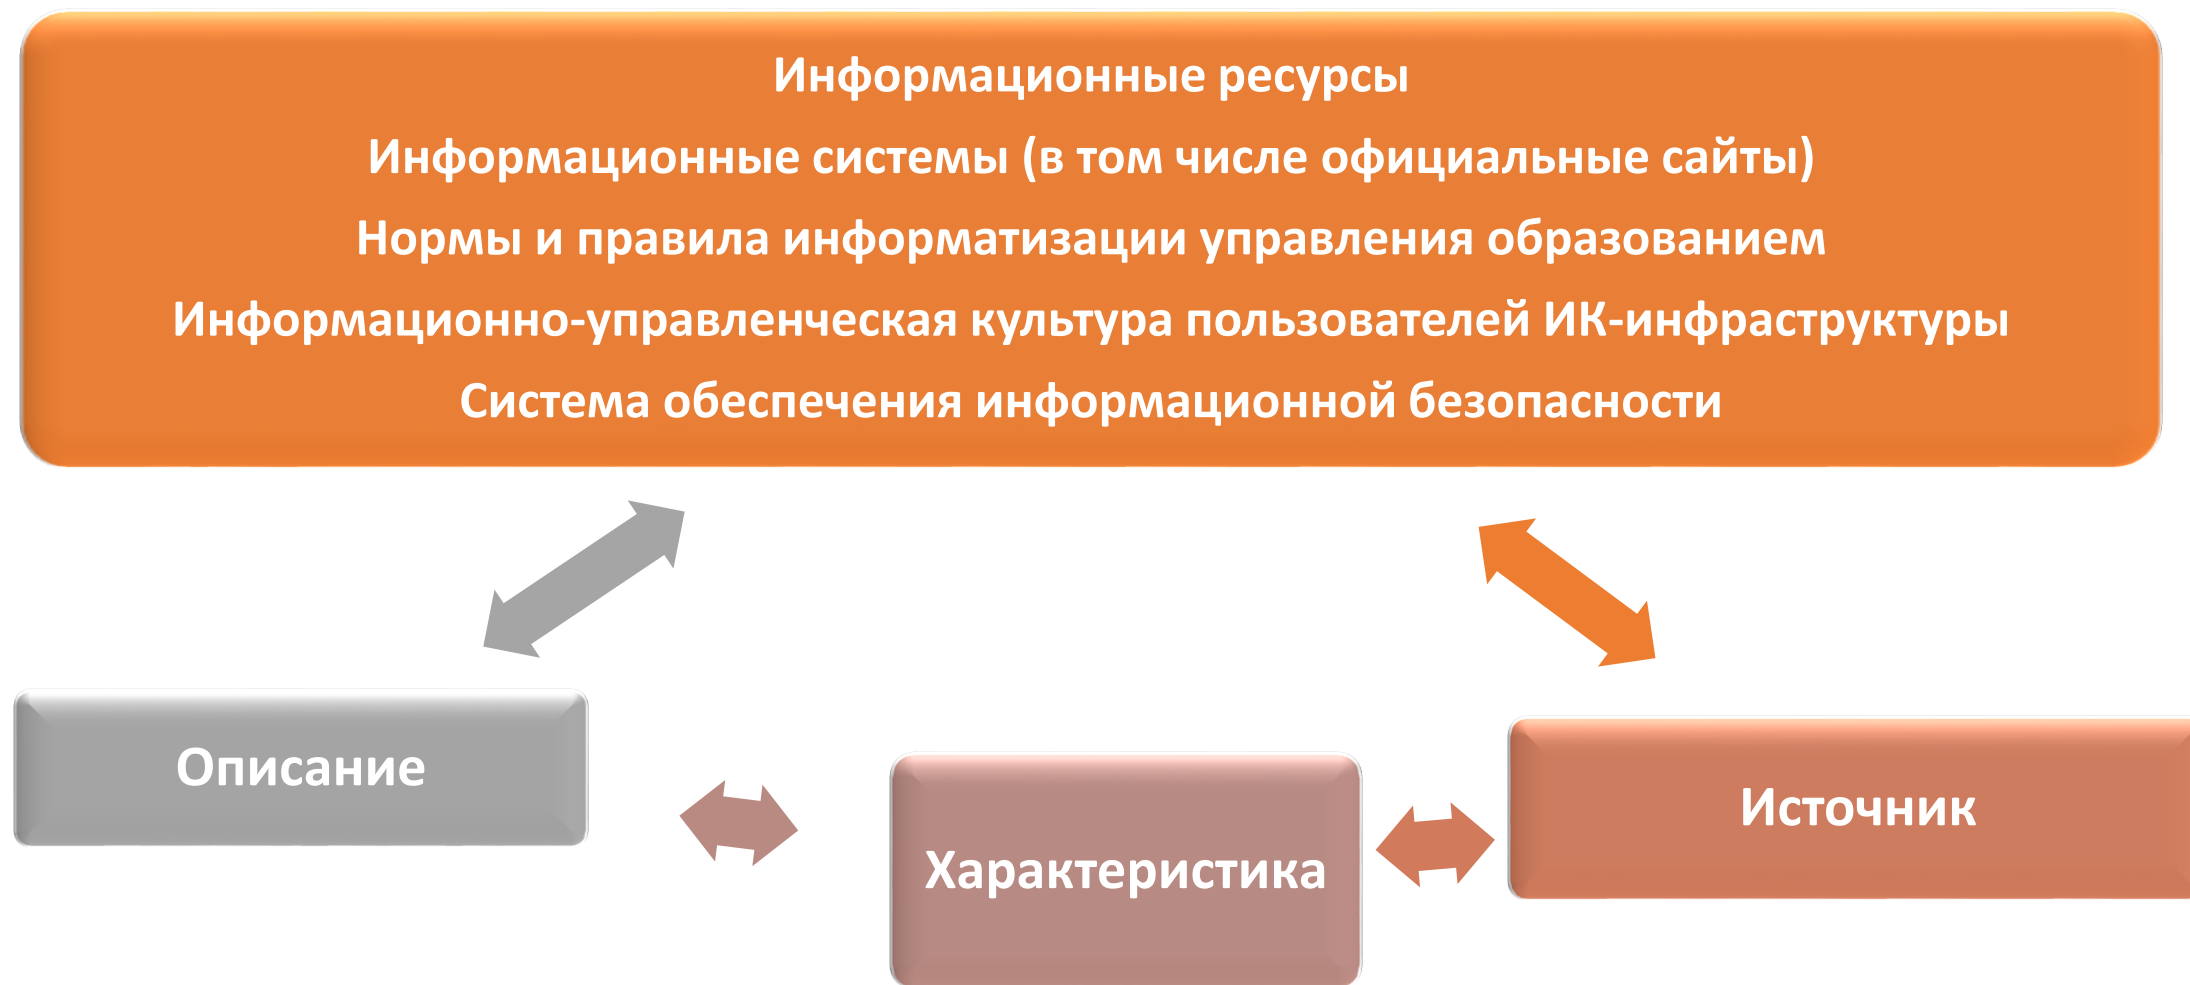 Информационные ресурсы
Информационные системы (в том числе официальные сайты)
Нормы и правила информатизации управления образованием
Информационно-управленческая культура пользователей ИК-инфраструктуры
Система обеспечения информационной безопасности
Описание
Характеристика
Источник